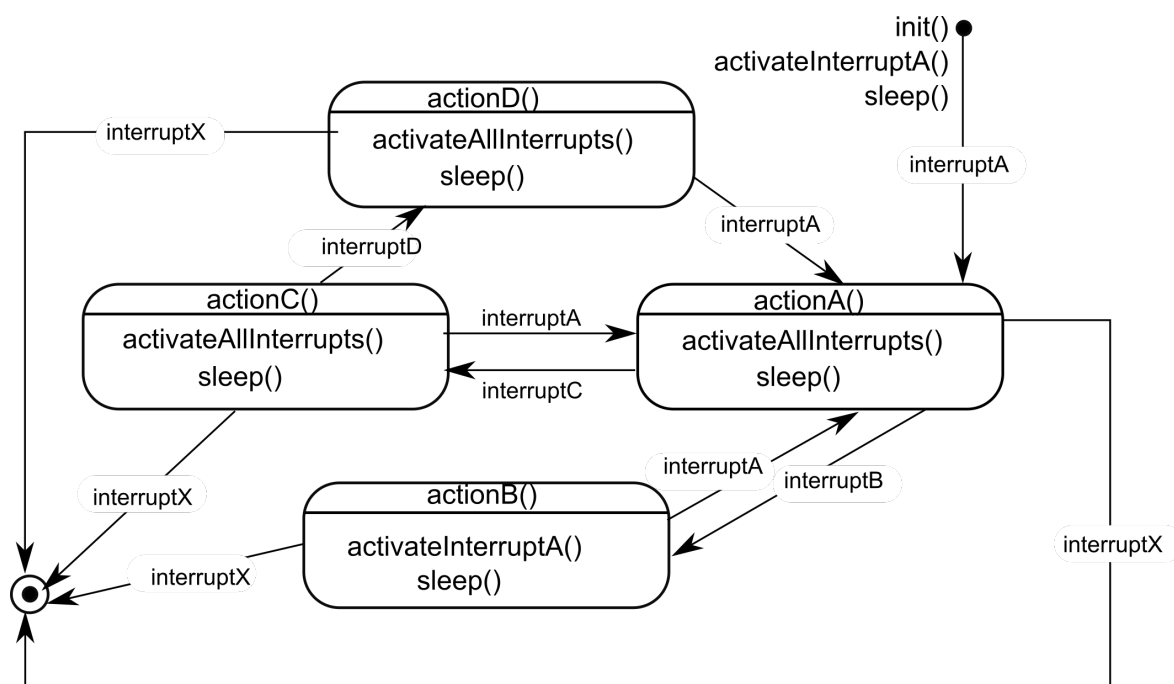 init()
activateInterruptA()
sleep()
actionD()
interruptX
activateAllInterrupts()
sleep()
interruptA
interruptA
interruptD
actionC()
activateAllInterrupts()
sleep()
interruptA
interruptC
actionA()
activateAllInterrupts()
sleep()
interruptX
actionB()
activateInterruptA()
sleep()
interruptA
interruptB
interruptX
interruptX